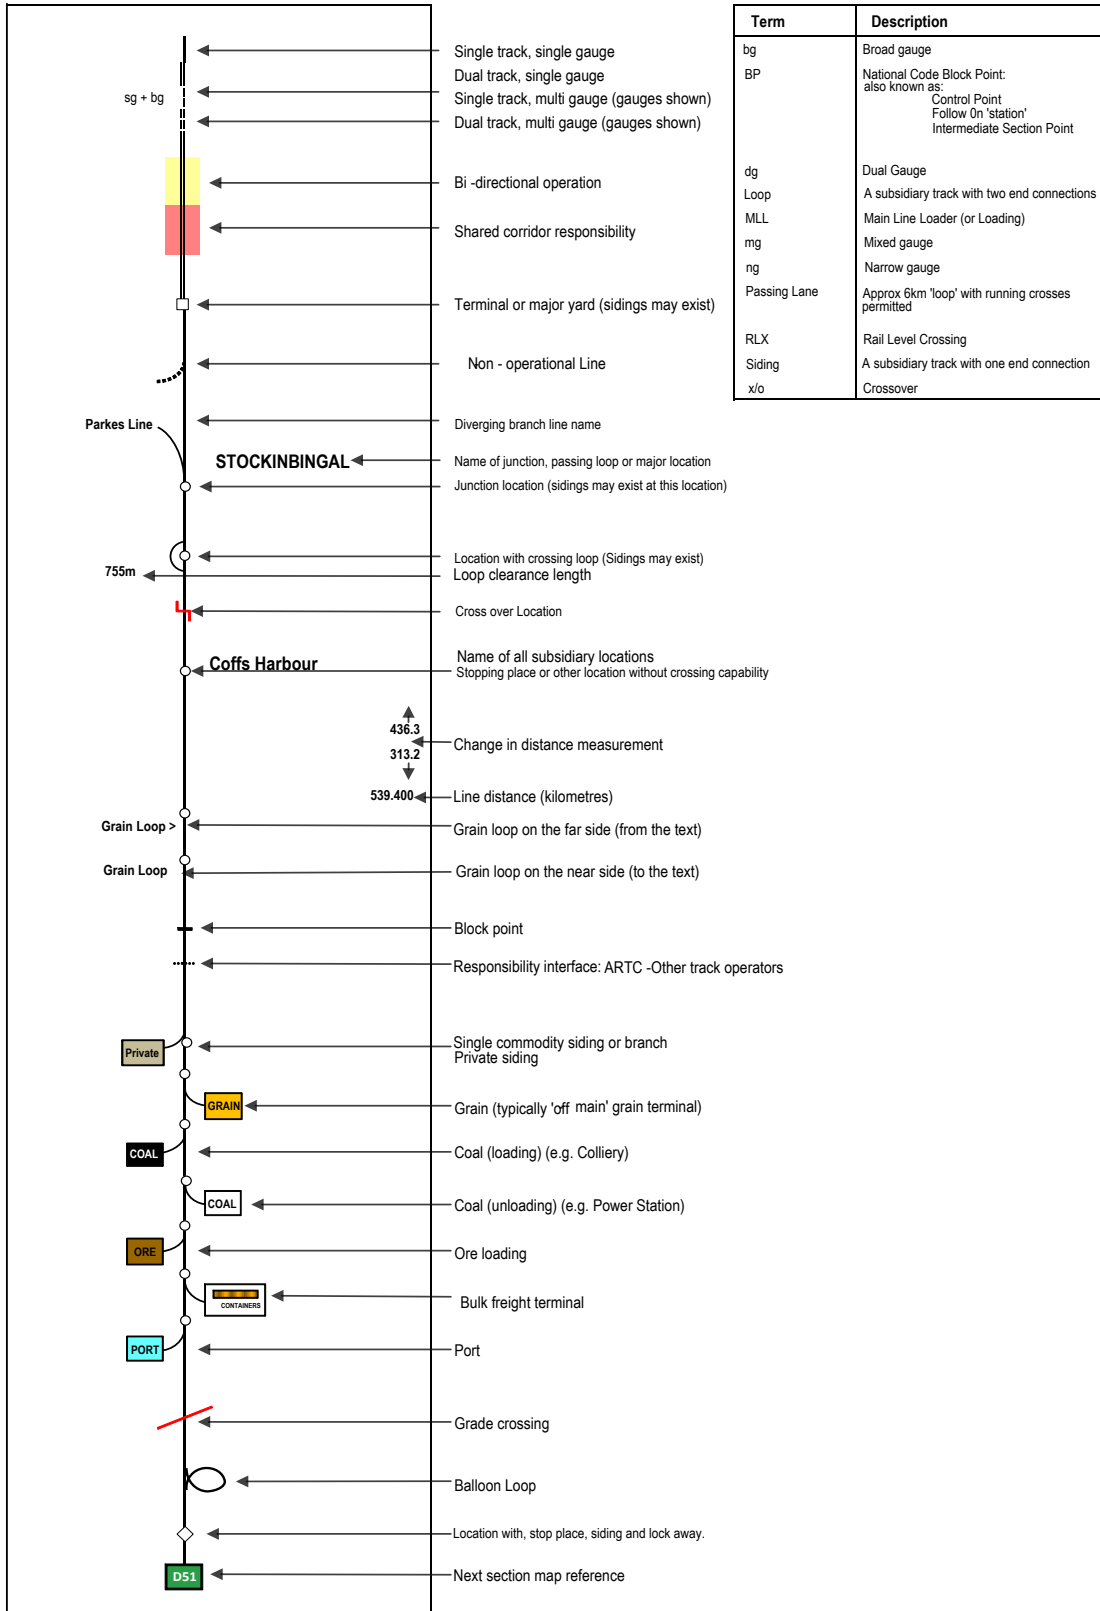 Single track, single gauge
Dual track, single gauge
sg + bg
Single track, multi gauge (gauges shown)
Dual track, multi gauge (gauges shown)
Bi -directional operation
Shared corridor responsibility
Terminal or major yard (sidings may exist)
Non - operational Line
Parkes Line
Diverging branch line name
STOCKINBINGAL
Name of junction, passing loop or major location
Junction location (sidings may exist at this location)
Location with crossing loop (Sidings may exist)
755m
Loop clearance length
Cross over Location
Coffs Harbour
Name of all subsidiary locations
Stopping place or other location without crossing capability
436.3
Change in distance measurement
313.2
539.400
Line distance (kilometres)
Grain Loop >
Grain loop on the far side (from the text)
Grain Loop
Grain loop on the near side (to the text)
Block point
Responsibility interface: ARTC -Other track operators
Private
Single commodity siding or branch
Private siding
GRAIN
Grain (typically 'off main' grain terminal)
COAL
Coal (loading) (e.g. Colliery)
COAL
Coal (unloading) (e.g. Power Station)
ORE
Ore loading
CONTAINERS
Bulk freight terminal
PORT
Port
Grade crossing
Balloon Loop
Location with, stop place, siding and lock away.
D51
Next section map reference
Term Description
bg Broad gauge
BP National Code Block Point:
also known as:
Control Point
Follow 0n 'station'
Intermediate Section Point
dg Dual Gauge
Loop A subsidiary track with two end connections
MLL Main Line Loader (or Loading)
mg Mixed gauge
ng Narrow gauge
Passing Lane Approx 6km 'loop' with running crosses
permitted
RLX Rail Level Crossing
Siding A subsidiary track with one end connection
x/o Crossover